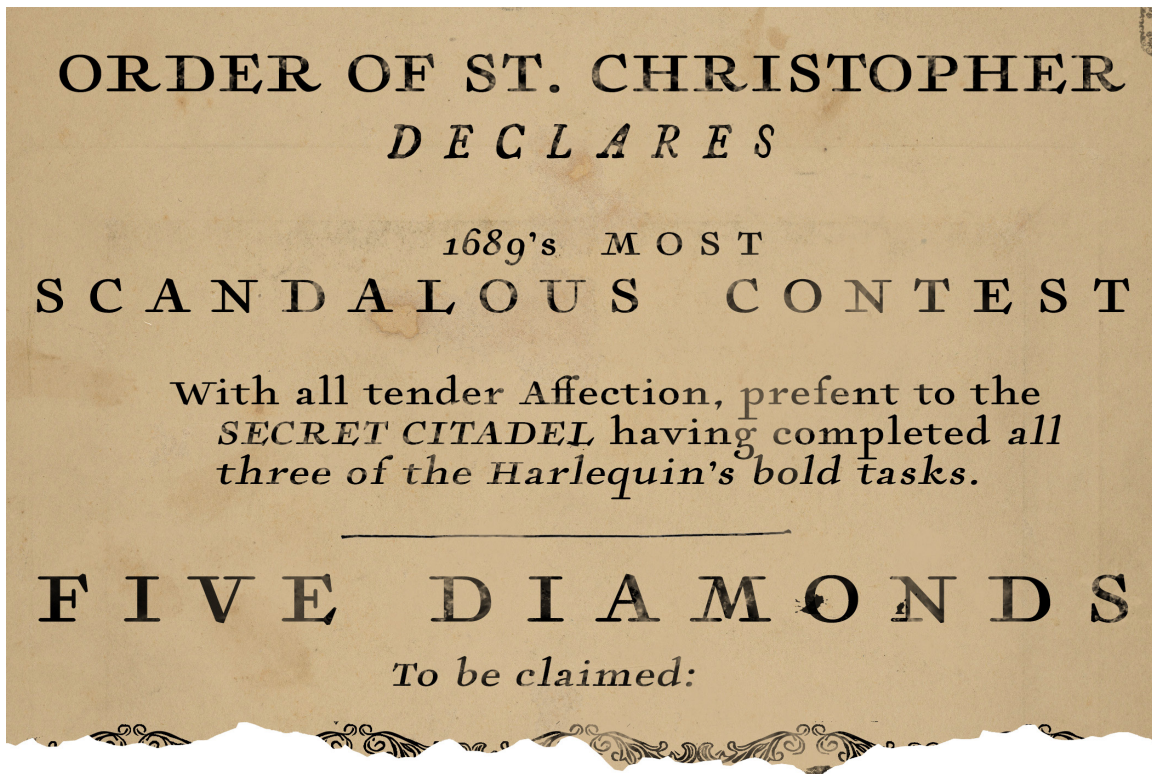 ORDER OF ST. CHRISTOPHER
DECLARES
1689's MOST
SCANDALOUS CONTEST
With all tender Affection, prefent to the
SECRET CITADEL having completed all
three of the Harlequin's bold tasks.
FIVE DIAMONDS
To be claimed: